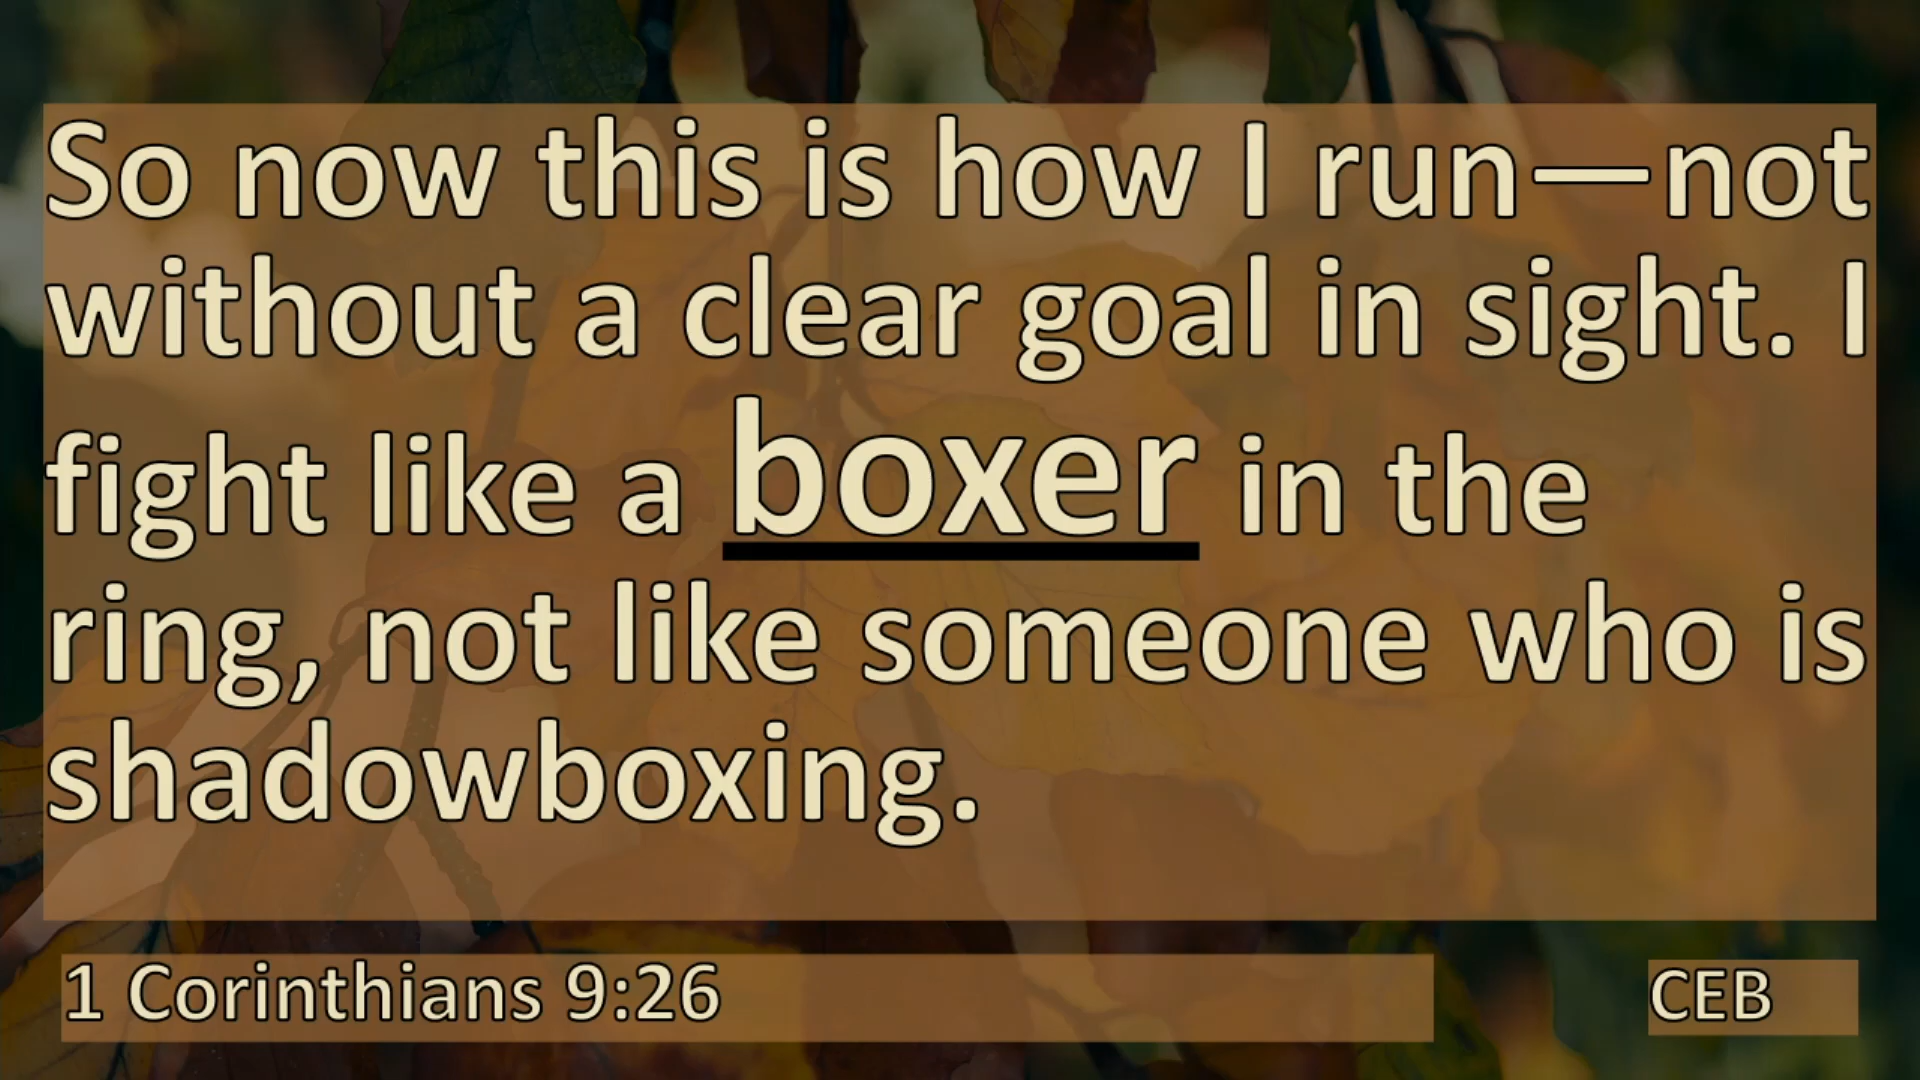 So now this is how I run—not
without a clear goal in sight. I
fight like a boxer in the
ring, not like someone who is
shadowboxing.
1 Corinthians 9:26
CEB